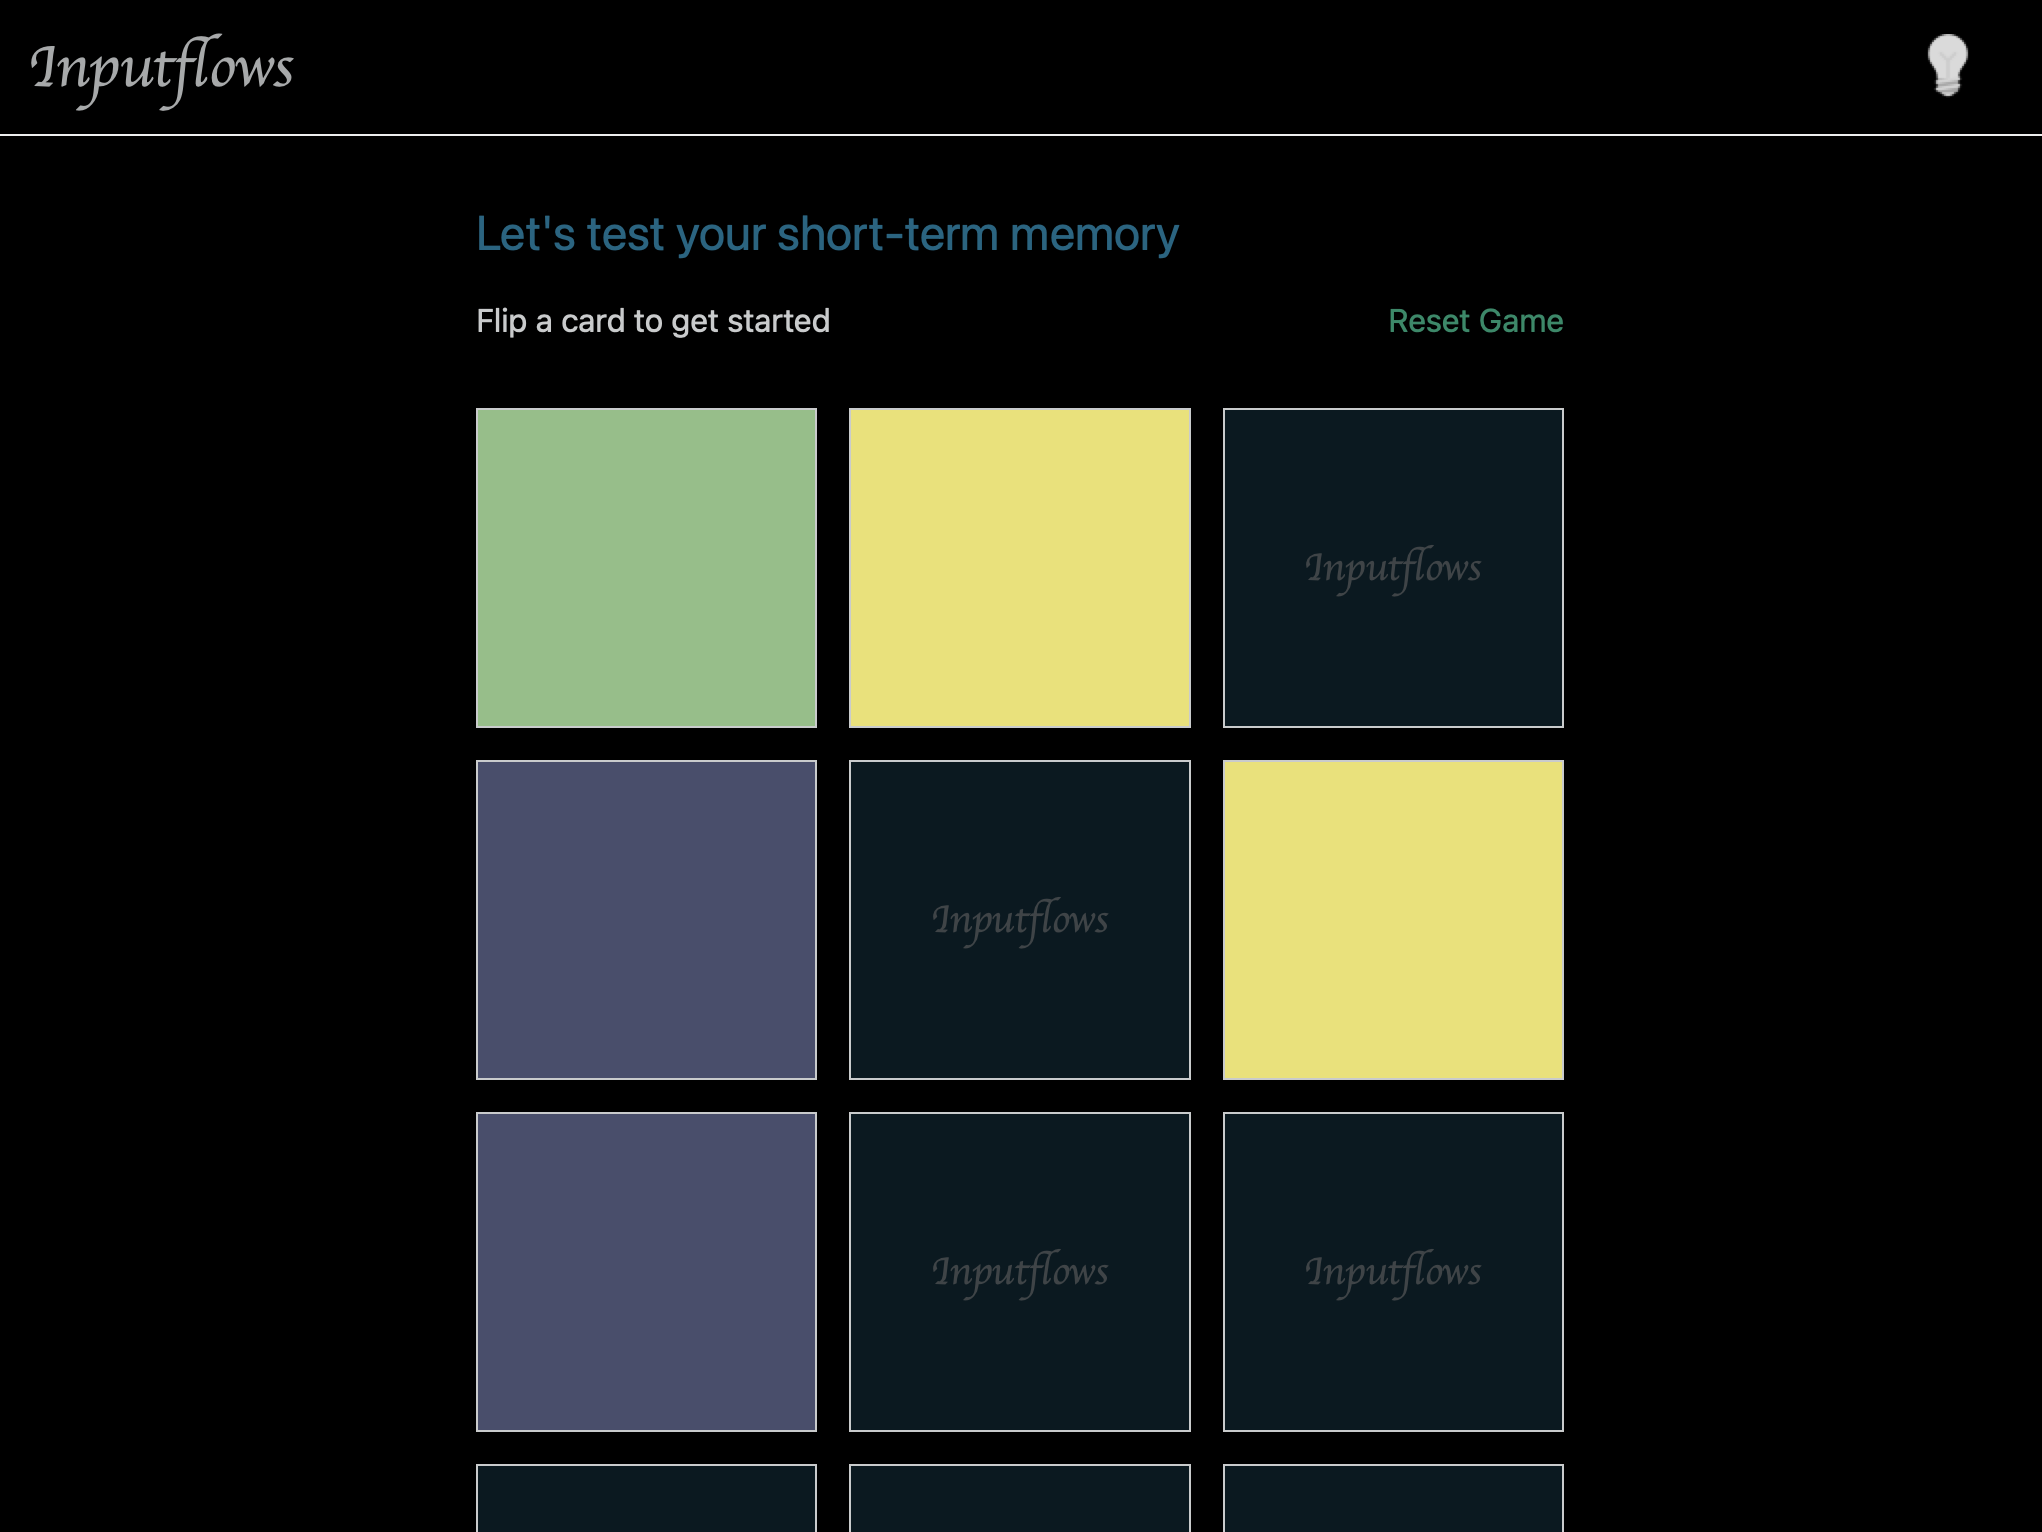 Inputflows
Let's test your short-term memory
Flip a card to get started
Reset Game
Inputflows
Inputflows
Inputflows
Inputflows